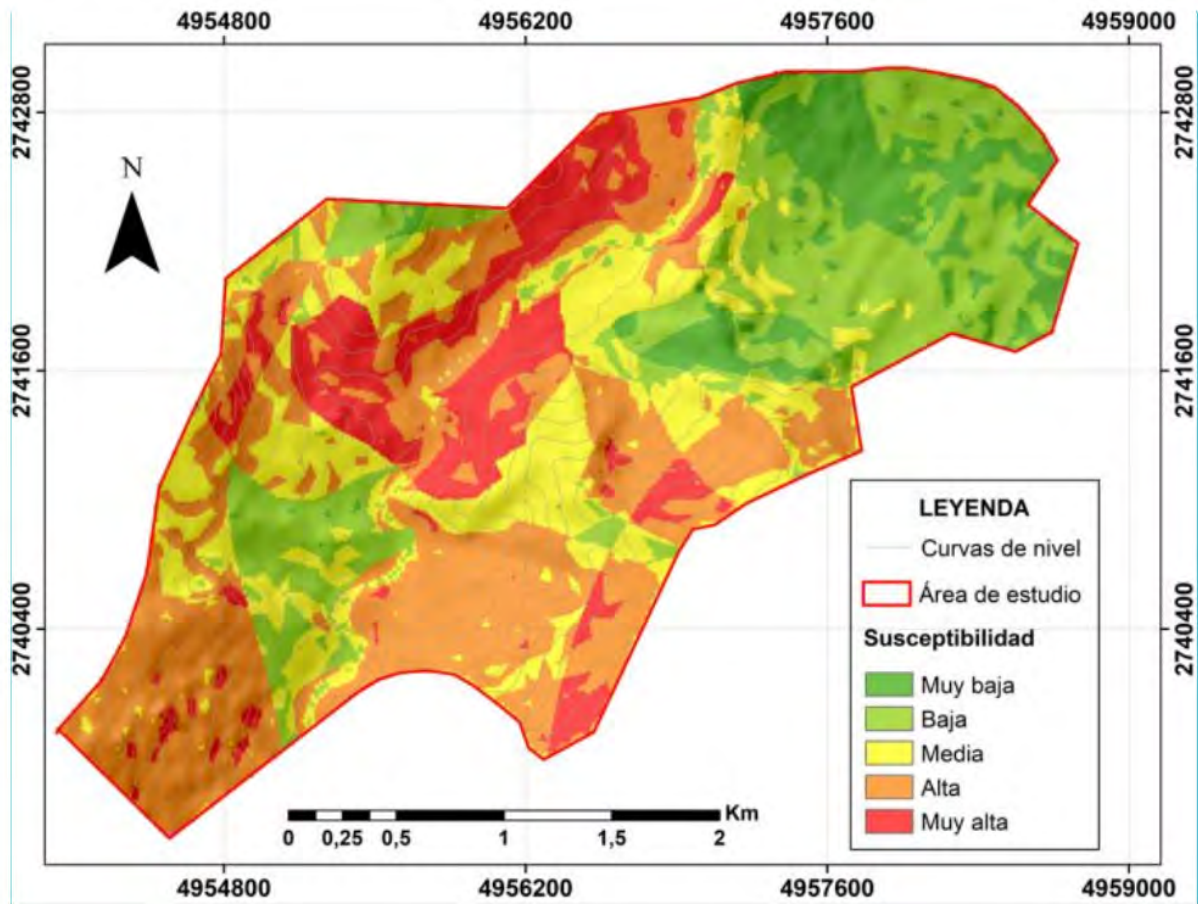 4954800 4956200 4957600 4959000
2742800 2742800
N
2741600 2741600
LEYENDA
Curvas de nivel
Área de estudio
2740400 2740400
Susceptibilidad
Muy baja
Baja
Media
Alta
Muy alta
Km
0 0,25 0,5 1 1,5 2
4954800 4956200 4957600 4959000